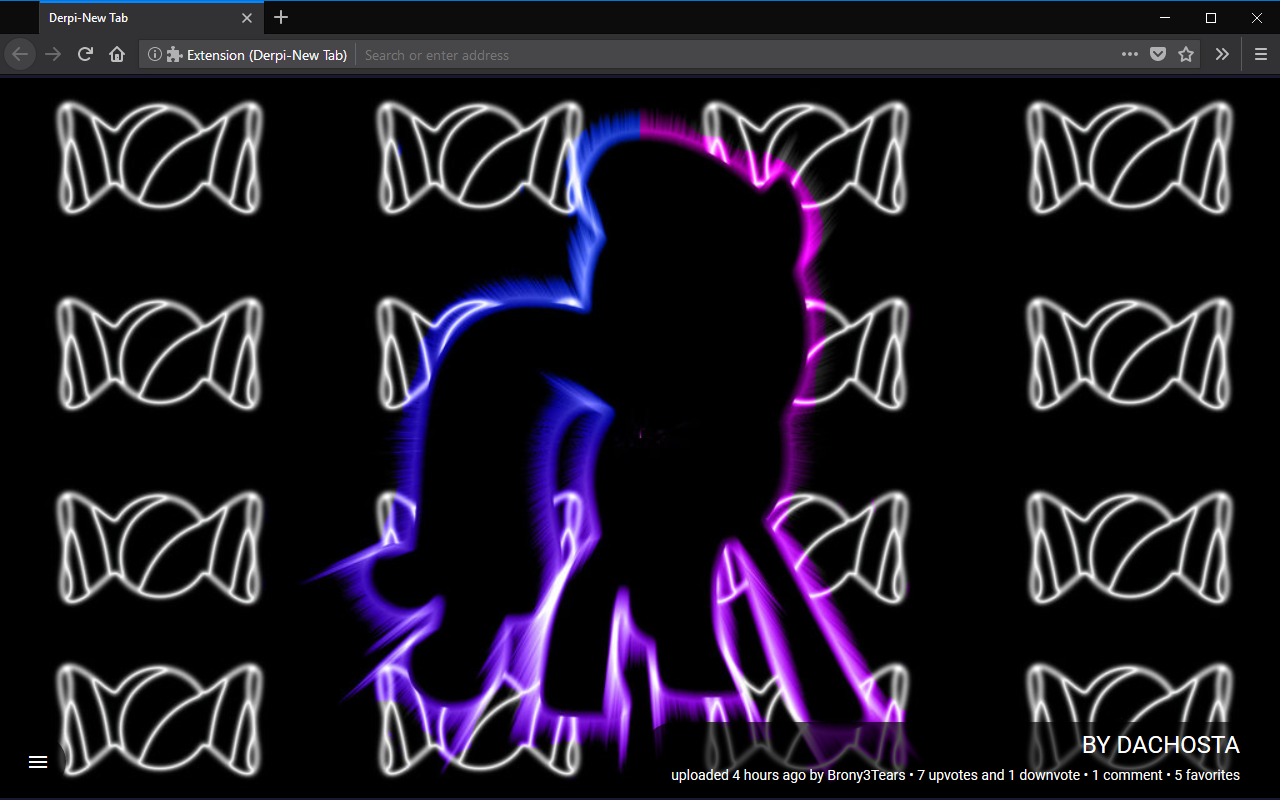 Derpi-New Tab
Extension (Derpi-New Tab) Search or enter address
BY DACHOSTA
uploaded 4 hours ago by Brony3Tears • 7 upvotes and 1 downvote • 1 comment • 5 favorites